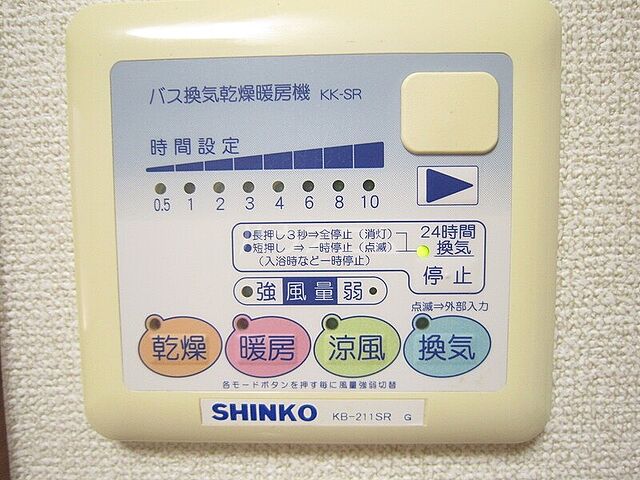 バス換気乾燥暖房機 KK-SR
時間設定
0.5 1 2 3 4 6 8 10
●長押し3秒⇒全停止（消灯）
●短押し ⇒一時停止（点滅）
（入浴時など一時停止）
24時間
換気
停止
強 風量 弱
点滅⇒外部入力
乾燥 暖房 涼風 換気
各モードボタンを押す毎に風量強弱切替
SHINKO KB-211SR G